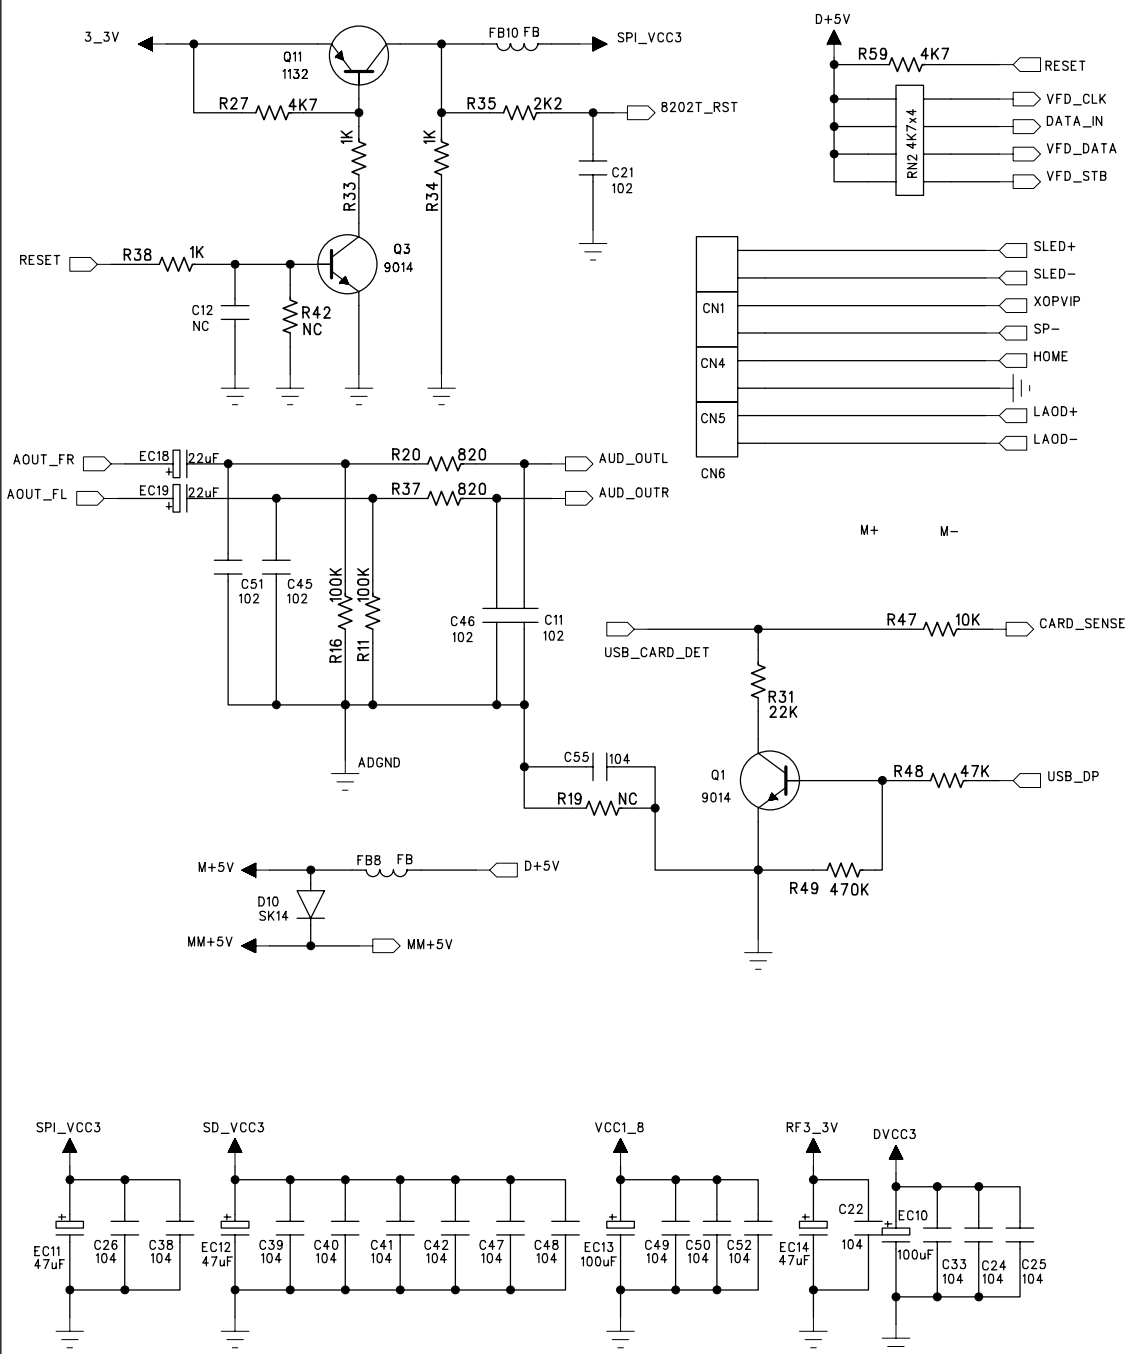 3_3V
Q11
1132
FB10 FB
SPI_VCC3
R27 4K7
R35 2K2
8202T_RST
1K
R33
1K
R34
C21
102
RESET
R38 1K
Q3
9014
C12
NC
R42
NC
D+5V
R59 4K7
RESET
RN2 4K7x4
VFD_CLK
DATA_IN
VFD_DATA
VFD_STB
SLED+
SLED-
CN1
XOPVIP
SP-
CN4
HOME
CN5
LAOD+
LAOD-
CN6
M+ M-
AOUT_FR
EC18
+
22uF
R20 820
AUD_OUTL
AOUT_FL
EC19
+
22uF
R37 820
AUD_OUTR
C51
102
C45
102
100K
R16
100K
R11
C46
102
C11
102
ADGND
C55 104
R19 NC
USB_CARD_DET
R47 10K
CARD_SENSE
R31
22K
Q1
9014
R48 47K
USB_DP
R49 470K
M+5V
FB8 FB
D+5V
D10
SK14
MM+5V
MM+5V
SPI_VCC3
+
EC11
47uF
C26
104
C38
104
SD_VCC3
+
EC12
47uF
C39
104
C40
104
C41
104
C42
104
C47
104
C48
104
VCC1_8
+
EC13
100uF
C49
104
C50
104
C52
104
RF3_3V
+
EC14
47uF
C22
104
DVCC3
+
EC10
100uF
C33
104
C24
104
C25
104